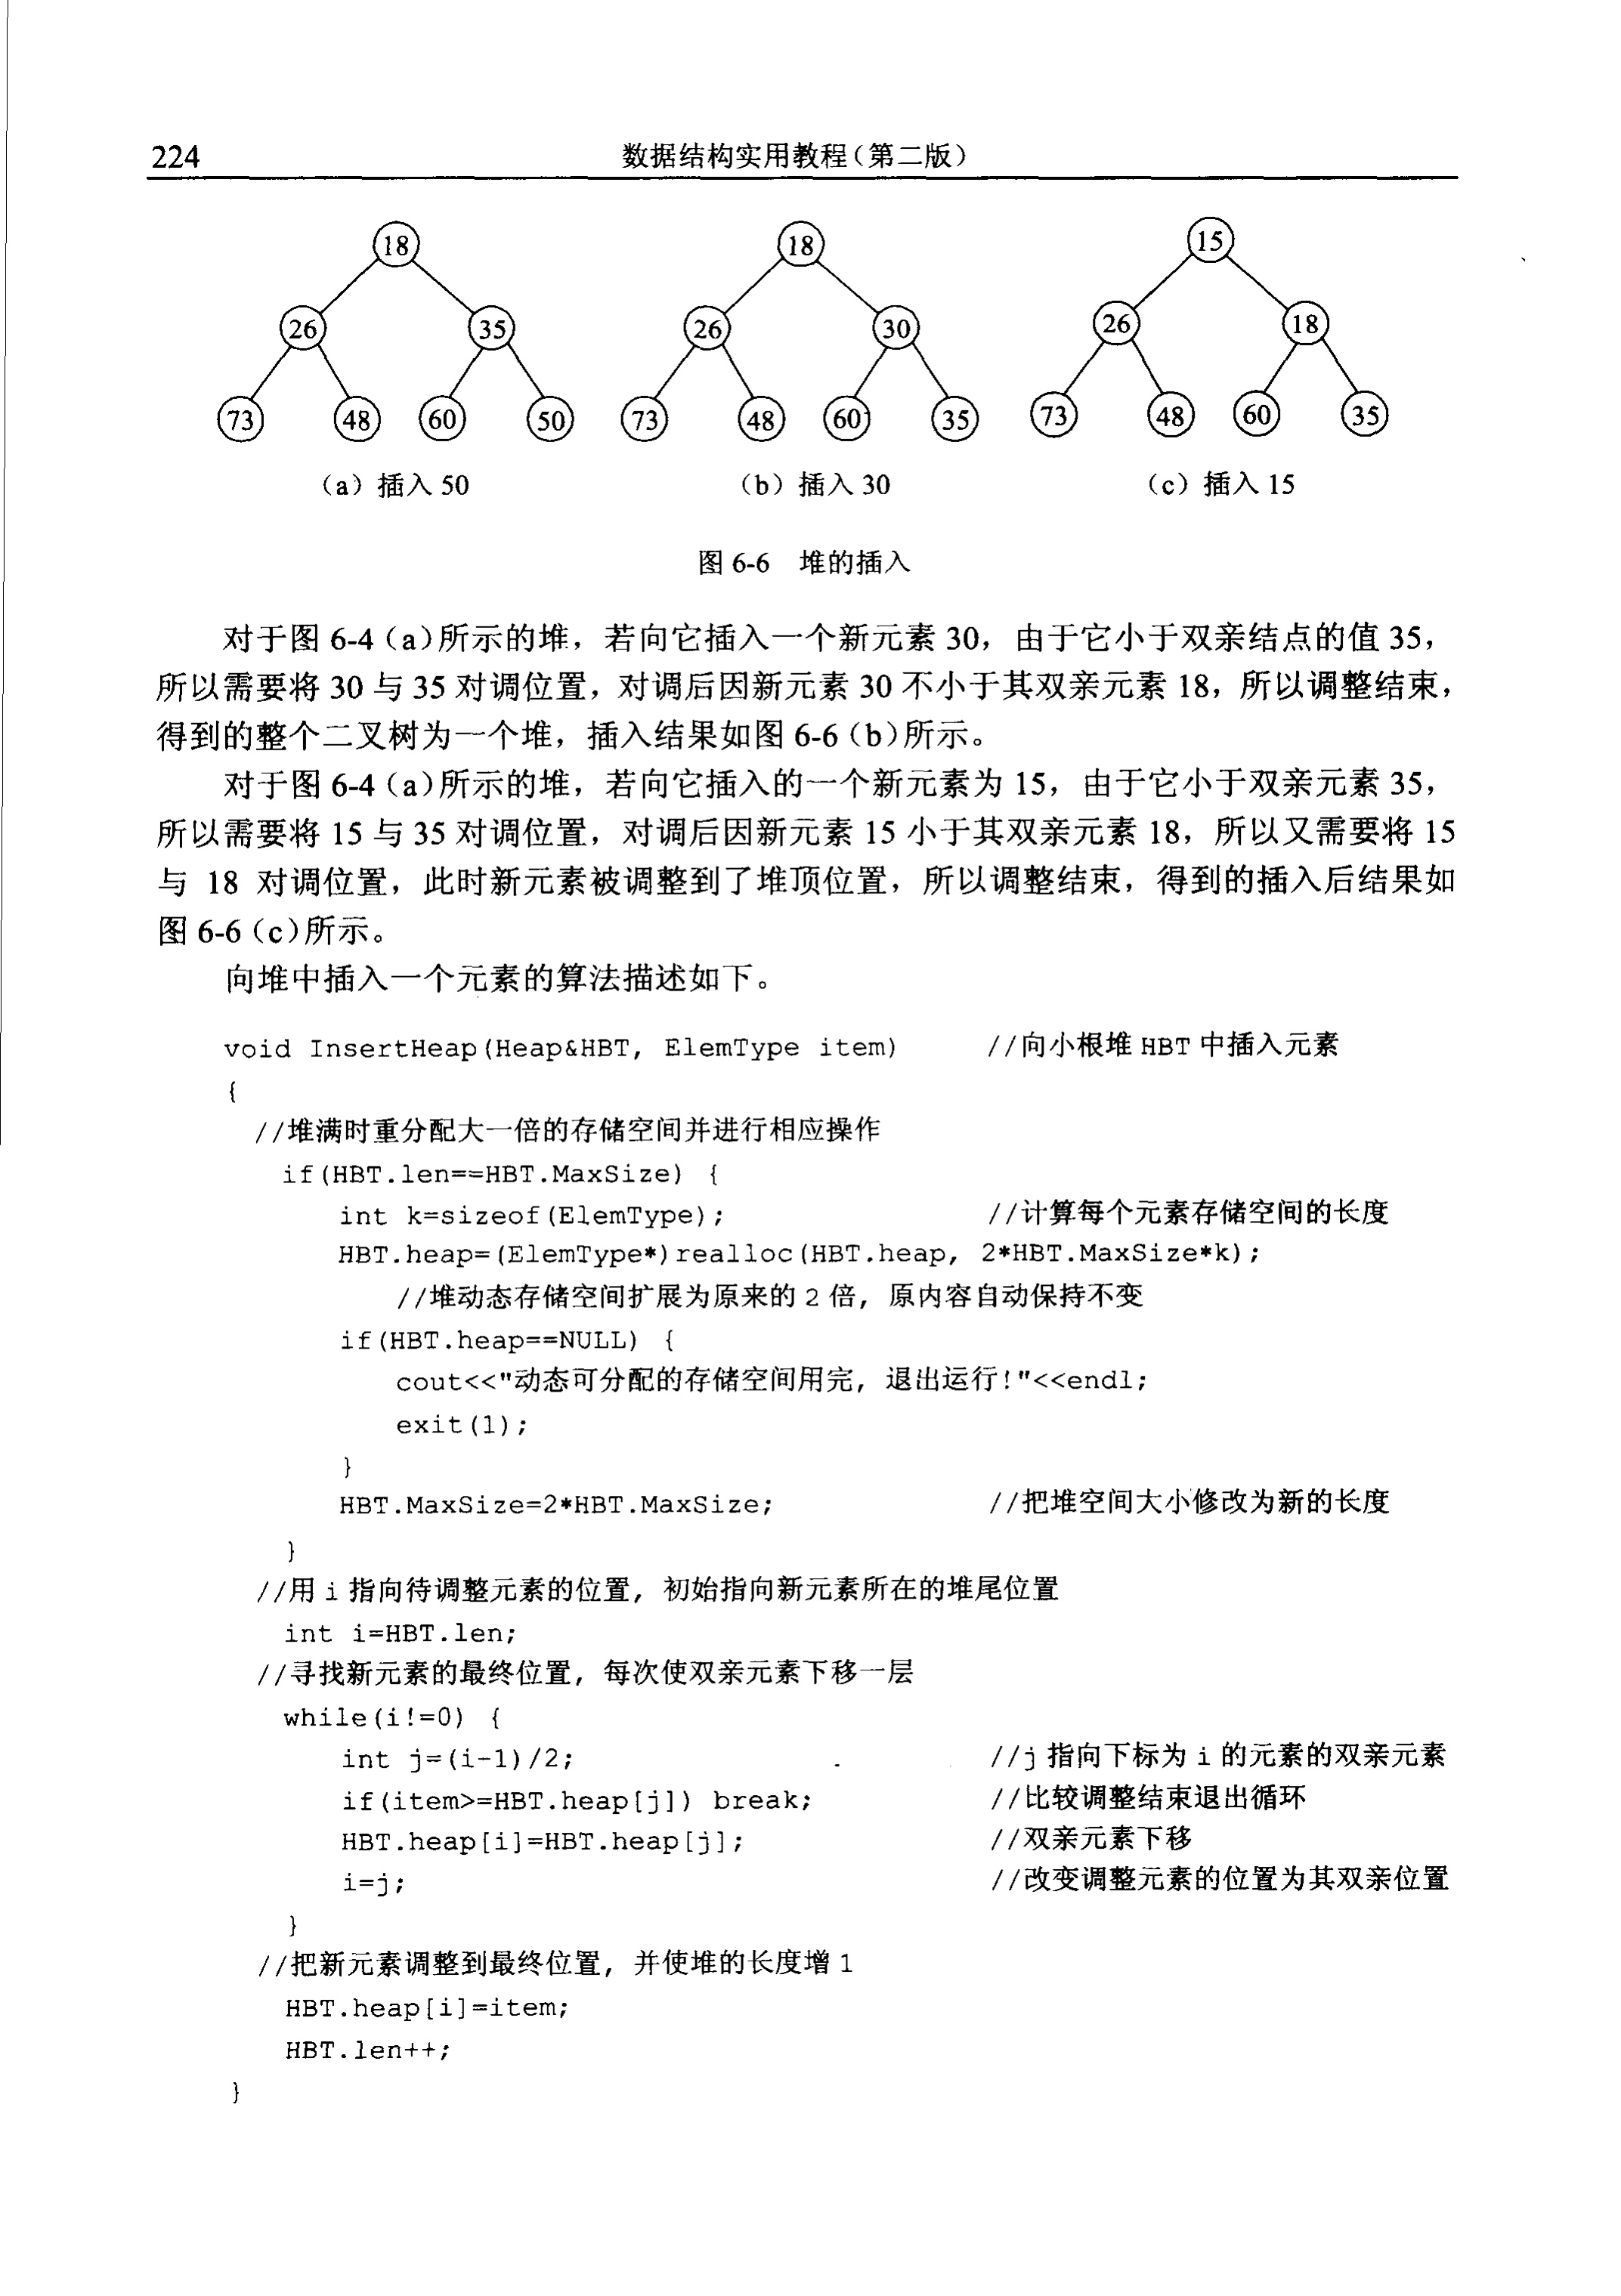 224
数据结构实用教程(第二版)
18 18 15
26 35 26 30 26 18
73 48 60 50 73 48 60 35 73 48 60 35
(a) 插入 50 (b) 插入 30 (c) 插入 15
图 6-6 堆的插入
对于图 6-4(a)所示的堆，若向它插入一个新元素 30，由于它小于双亲结点的值 35，
所以需要将 30 与 35 对调位置，对调后因新元素 30 不小于其双亲元素 18，所以调整结束，
得到的整个二叉树为一个堆，插入结果如图 6-6(b)所示。
对于图 6-4(a)所示的堆，若向它插入的一个新元素为 15，由于它小于双亲元素 35，
所以需要将 15 与 35 对调位置，对调后因新元素 15 小于其双亲元素 18，所以又需要将 15
与 18 对调位置，此时新元素被调整到了堆顶位置，所以调整结束，得到的插入后结果如
图 6-6(c)所示。
向堆中插入一个元素的算法描述如下。
void InsertHeap(Heap&HBT, ElemType item) //向小根堆 HBT 中插入元素
{
//堆满时重分配大一倍的存储空间并进行相应操作
if(HBT.len==HBT.MaxSize) {
int k=sizeof(ElemType); //计算每个元素存储空间的长度
HBT.heap=(ElemType*)realloc(HBT.heap, 2*HBT.MaxSize*k);
//堆动态存储空间扩展为原来的 2 倍，原内容自动保持不变
if(HBT.heap==NULL) {
cout<<"动态可分配的存储空间用完，退出运行!"<<endl;
exit(1);
}
HBT.MaxSize=2*HBT.MaxSize; //把堆空间大小修改为新的长度
}
//用 i 指向待调整元素的位置，初始指向新元素所在的堆尾位置
int i=HBT.len;
//寻找新元素的最终位置，每次使双亲元素下移一层
while(i!=0) {
int j=(i-1)/2; //j 指向下标为 i 的元素的双亲元素
if(item>=HBT.heap[j]) break; //比较调整结束退出循环
HBT.heap[i]=HBT.heap[j]; //双亲元素下移
i=j; //改变调整元素的位置为其双亲位置
}
//把新元素调整到最终位置，并使堆的长度增 1
HBT.heap[i]=item;
HBT.len++;
}